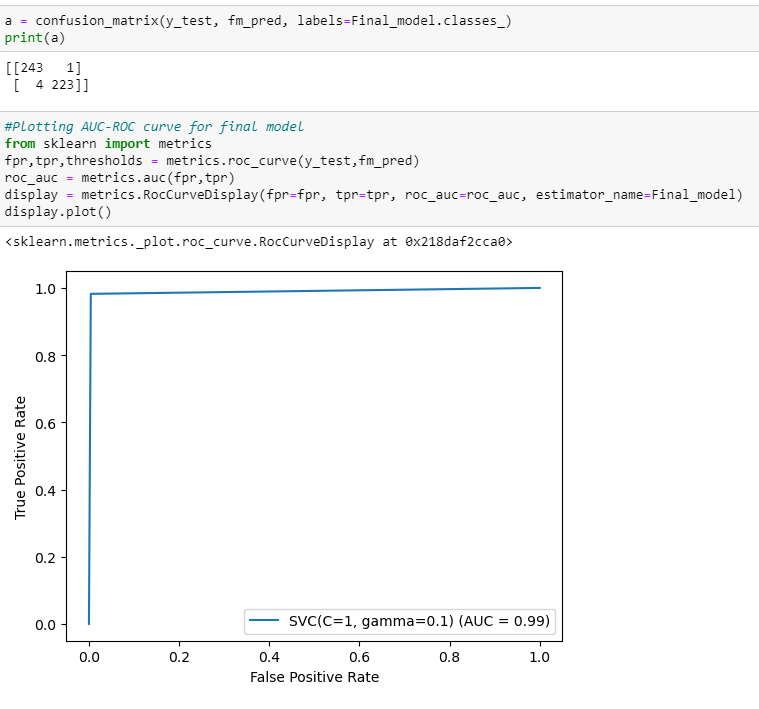 a = confusion_matrix(y_test, fm_pred, labels=Final_model.classes_)
print(a)
[[243   1]
 [  4 223]]
#Plotting AUC-ROC curve for final model
from sklearn import metrics
fpr,tpr,thresholds = metrics.roc_curve(y_test,fm_pred)
roc_auc = metrics.auc(fpr,tpr)
display = metrics.RocCurveDisplay(fpr=fpr, tpr=tpr, roc_auc=roc_auc, estimator_name=Final_model)
display.plot()
<sklearn.metrics._plot.roc_curve.RocCurveDisplay at 0x218daf2cca0>
1.0
0.8
0.6
0.4
0.2
0.0
True Positive Rate
SVC(C=1, gamma=0.1) (AUC = 0.99)
0.0 0.2 0.4 0.6 0.8 1.0
False Positive Rate